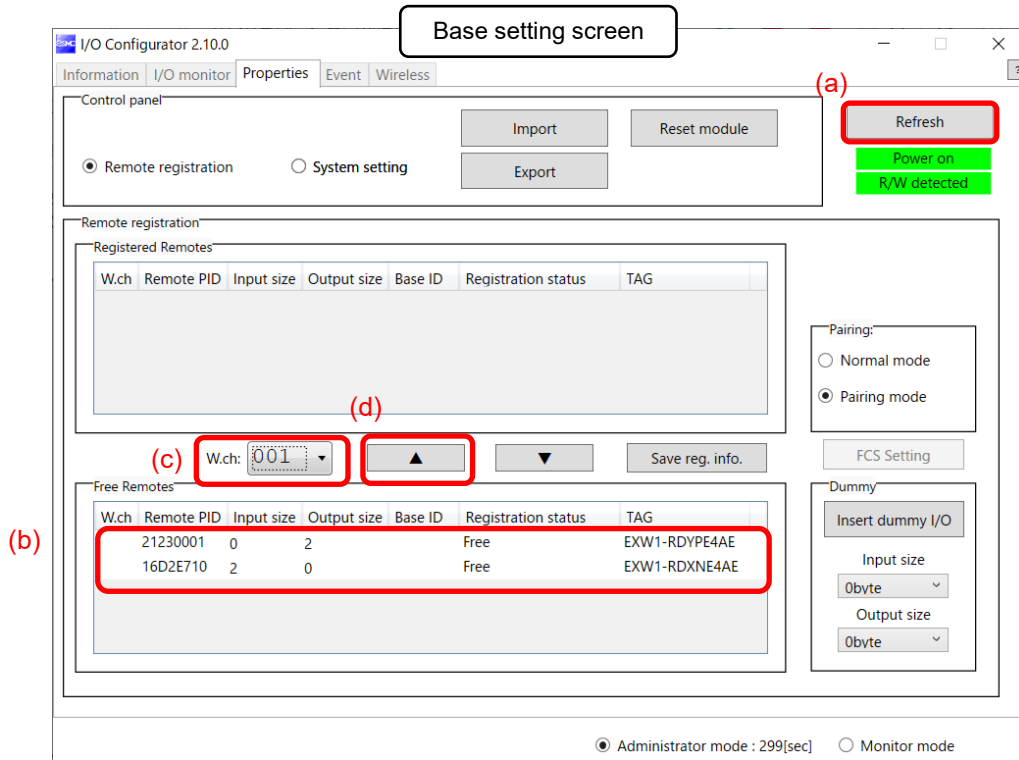 Base setting screen
SMC I/O Configurator 2.10.0
Information I/O monitor Properties Event Wireless ?
(a)
Control panel
Import Reset module Refresh
Remote registration System setting Export
Power on
R/W detected
Remote registration
Registered Remotes
W.ch Remote PID Input size Output size Base ID Registration status TAG
Pairing:
Normal mode
Pairing mode
(d)
(c) W.ch: 001 ▲ ▼ Save reg. info. FCS Setting
Free Remotes
W.ch Remote PID Input size Output size Base ID Registration status TAG
(b)
21230001 0 2 Free EXW1-RDYPE4AE
16D2E710 2 0 Free EXW1-RDXNE4AE
Dummy
Insert dummy I/O
Input size
0byte
Output size
0byte
Administrator mode : 299[sec] Monitor mode